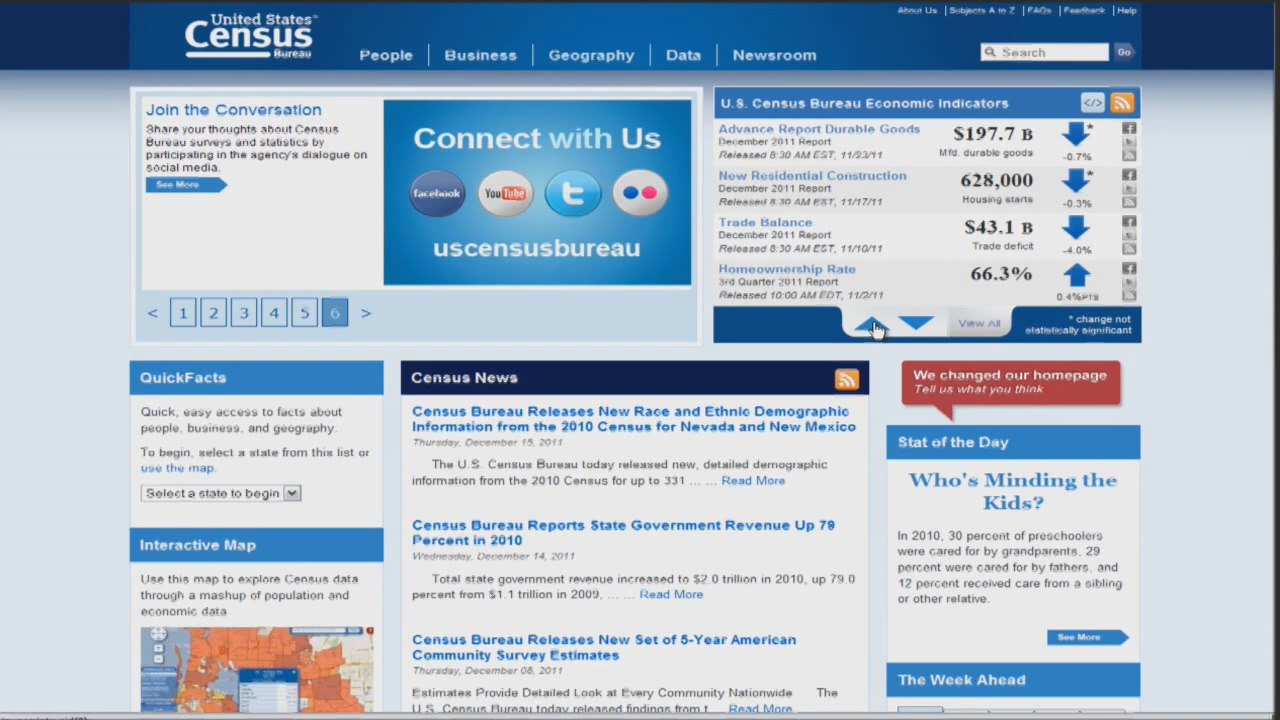 United States
Census
Bureau
About Us | Subjects A to Z | FAQs | Feedback | Help
People | Business | Geography | Data | Newsroom
Search
Go
Join the Conversation
Share your thoughts about Census
Bureau surveys and statistics by
participating in the agency's dialogue on
social media.
See More
Connect with Us
facebook
YouTube
uscensusbureau
< 1 2 3 4 5 6 >
U.S. Census Bureau Economic Indicators
</>
Advance Report Durable Goods
December 2011 Report
Released 8:30 AM EST, 11/23/11
$197.7 B
Mfd. durable goods
*
-0.7%
New Residential Construction
December 2011 Report
Released 8:30 AM EST, 11/17/11
628,000
Housing starts
*
-0.3%
Trade Balance
December 2011 Report
Released 8:30 AM EST, 11/10/11
$43.1 B
Trade deficit
-4.0%
Homeownership Rate
3rd Quarter 2011 Report
Released 10:00 AM EDT, 11/2/11
66.3%
0.4%PTS
View All
* change not
statistically significant
QuickFacts
Quick, easy access to facts about
people, business, and geography.
To begin, select a state from this list or
use the map.
Select a state to begin
Interactive Map
Use this map to explore Census data
through a mashup of population and
economic data
Census News
Census Bureau Releases New Race and Ethnic Demographic
Information from the 2010 Census for Nevada and New Mexico
Thursday, December 15, 2011
The U.S. Census Bureau today released new, detailed demographic
information from the 2010 Census for up to 331 ... ... Read More
Census Bureau Reports State Government Revenue Up 79
Percent in 2010
Wednesday, December 14, 2011
Total state government revenue increased to $2.0 trillion in 2010, up 79.0
percent from $1.1 trillion in 2009, ... ... Read More
Census Bureau Releases New Set of 5-Year American
Community Survey Estimates
Thursday, December 08, 2011
Estimates Provide Detailed Look at Every Community Nationwide The
U.S. Census Bureau today released findings from t... Read More
We changed our homepage
Tell us what you think
Stat of the Day
Who's Minding the
Kids?
In 2010, 30 percent of preschoolers
were cared for by grandparents, 29
percent were cared for by fathers, and
12 percent received care from a sibling
or other relative.
See More
The Week Ahead